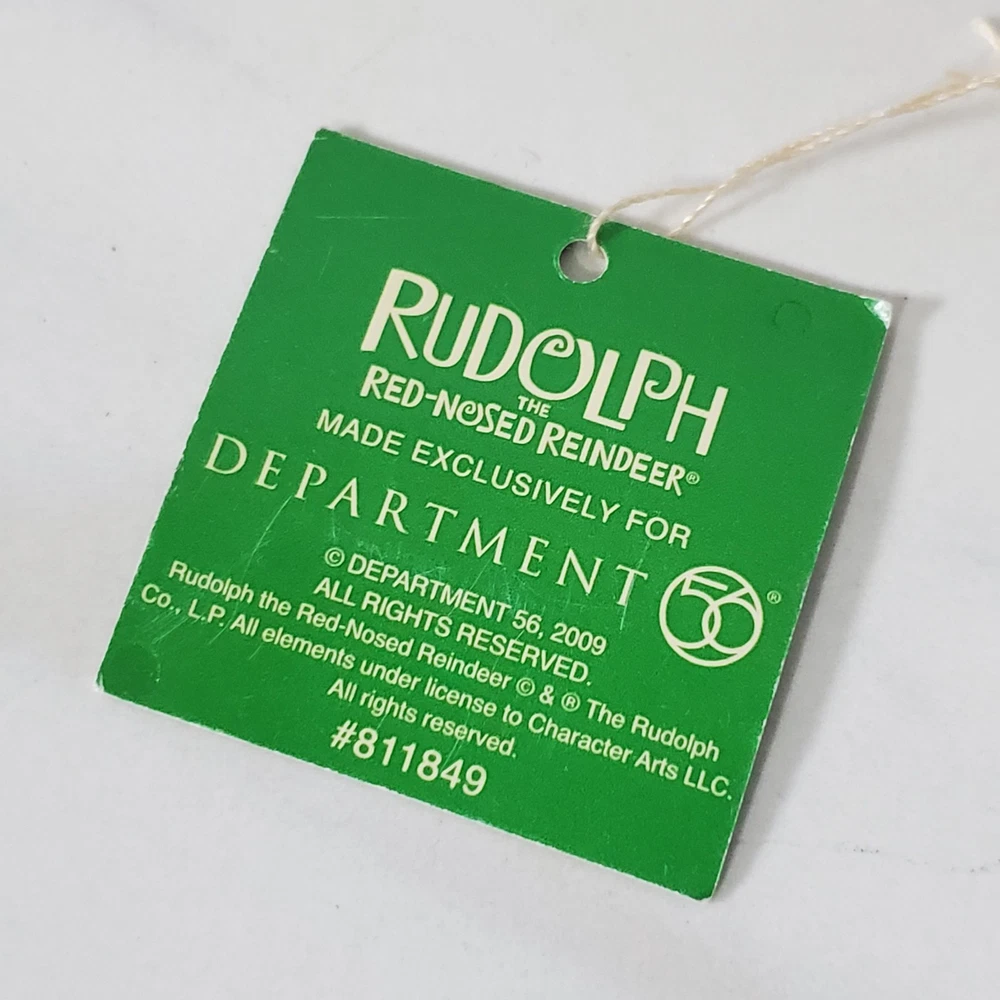 RUDOLPH
THE
RED-NOSED REINDEER®
MADE EXCLUSIVELY FOR
DEPARTMENT 56®
© DEPARTMENT 56, 2009
ALL RIGHTS RESERVED.
Rudolph the Red-Nosed Reindeer © & ® The Rudolph
Co., L.P. All elements under license to Character Arts LLC.
All rights reserved.
#811849